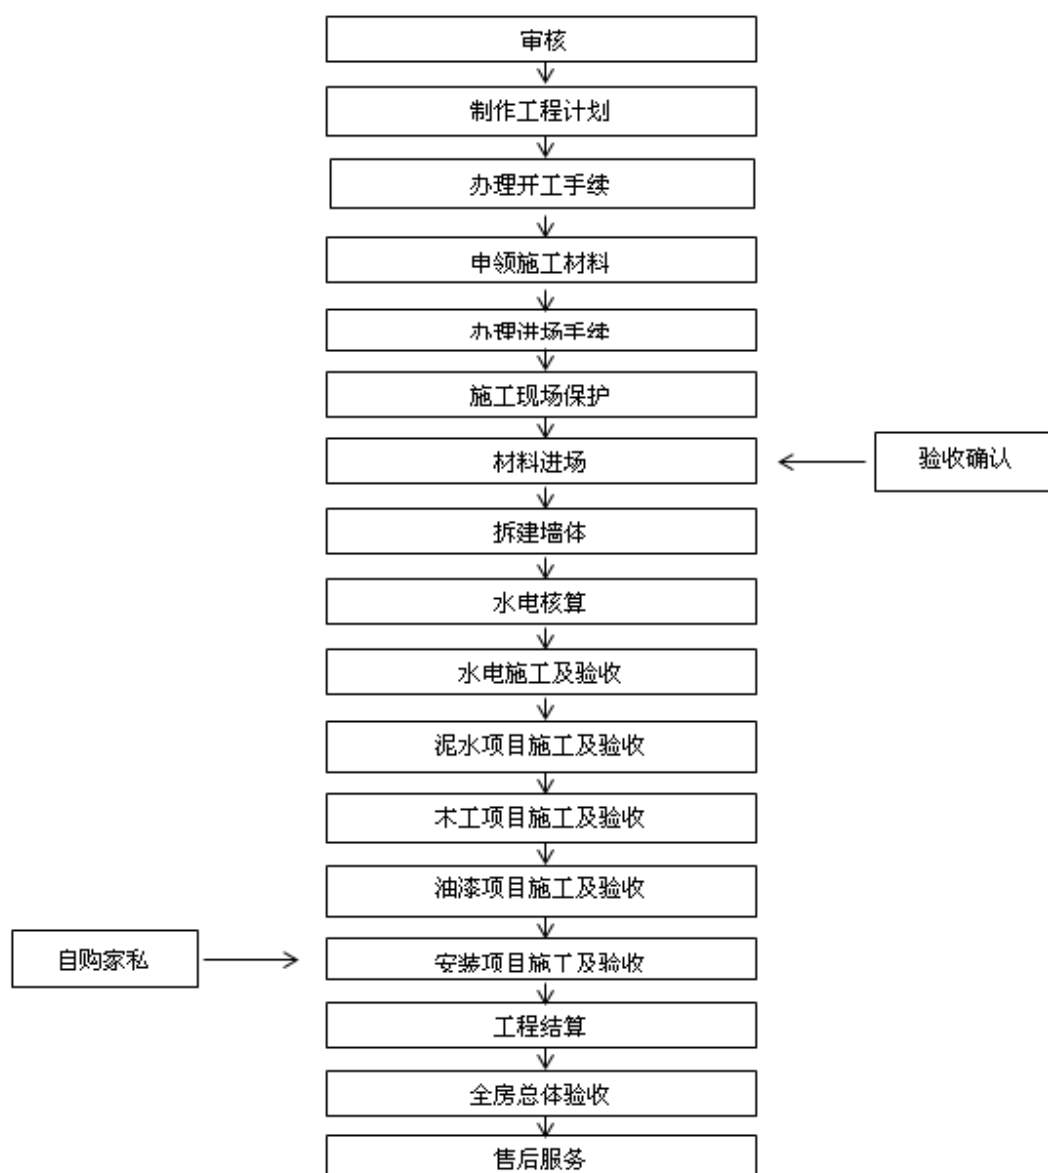 审核
制作工程计划
办理开工手续
申领施工材料
办理进场手续
施工现场保护
材料进场
验收确认
拆建墙体
水电核算
水电施工及验收
泥水项目施工及验收
木工项目施工及验收
油漆项目施工及验收
自购家私
安装项目施工及验收
工程结算
全房总体验收
售后服务